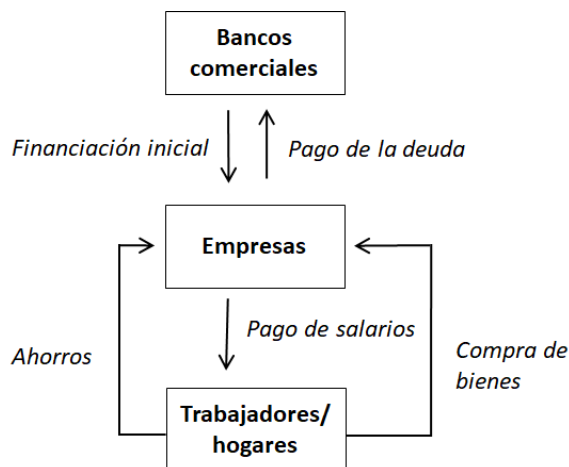 Bancos
comerciales
Financiación inicial
Pago de la deuda
Empresas
Pago de salarios
Ahorros
Compra de
bienes
Trabajadores/
hogares